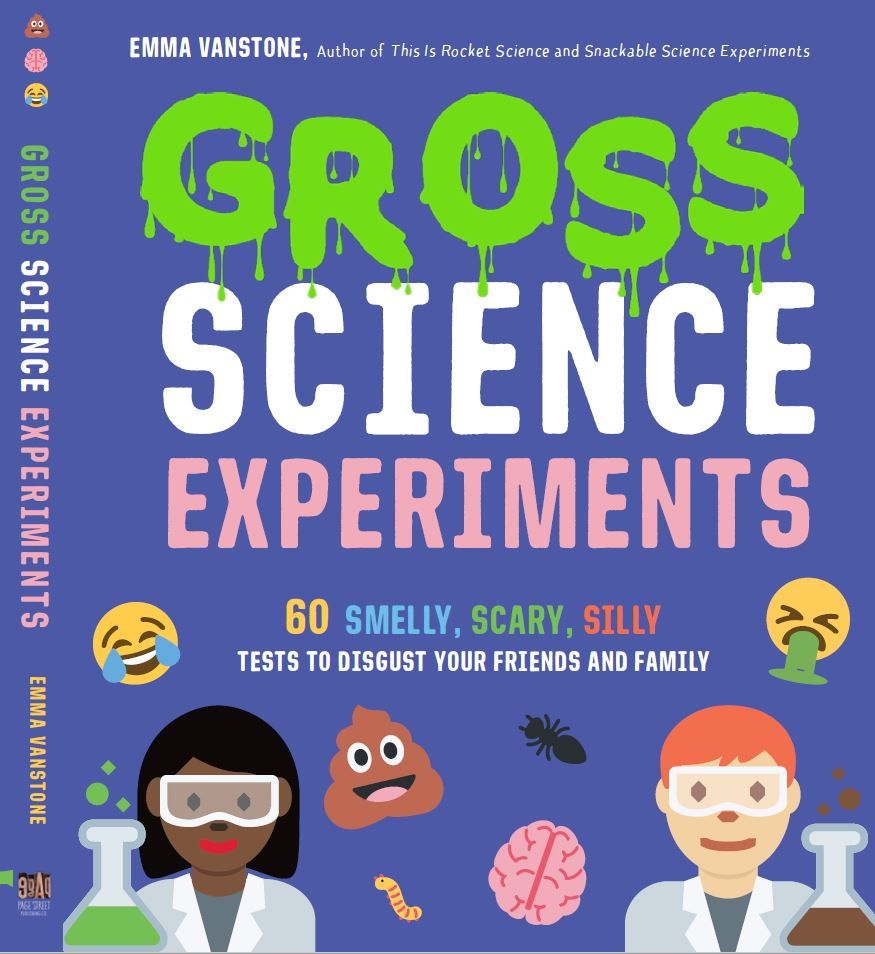 EMMA VANSTONE, Author of This Is Rocket Science and Snackable Science Experiments
GROSS
SCIENCE
EXPERIMENTS
60 SMELLY, SCARY, SILLY
TESTS TO DISGUST YOUR FRIENDS AND FAMILY
GROSS SCIENCE EXPERIMENTS
EMMA VANSTONE
PAGE STREET
PUBLISHING CO.